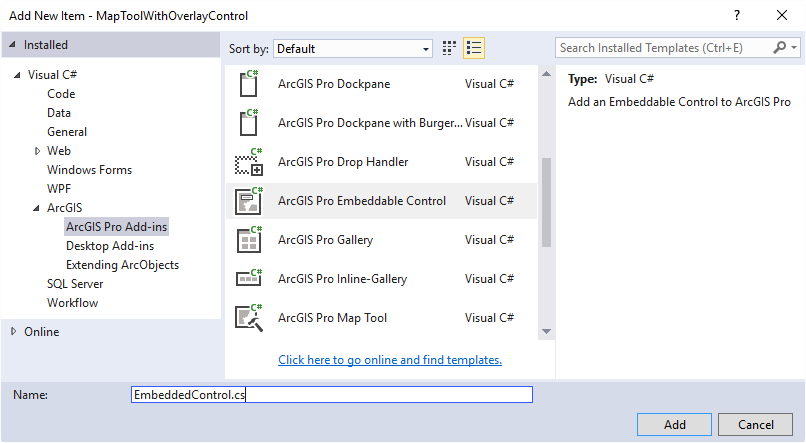 Add New Item - MapToolWithOverlayControl
? 
Installed
Sort by: Default
Search Installed Templates (Ctrl+E)
Visual C#
Code
Data
General
Web
Windows Forms
WPF
ArcGIS
ArcGIS Pro Add-ins
Desktop Add-ins
Extending ArcObjects
SQL Server
Workflow
Online
C# ArcGIS Pro Dockpane Visual C#
C# ArcGIS Pro Dockpane with Burger... Visual C#
C# ArcGIS Pro Drop Handler Visual C#
C# ArcGIS Pro Embeddable Control Visual C#
C# ArcGIS Pro Gallery Visual C#
C# ArcGIS Pro Inline-Gallery Visual C#
C# ArcGIS Pro Map Tool Visual C#
Click here to go online and find templates.
Type: Visual C#
Add an Embeddable Control to ArcGIS Pro
Name: EmbeddedControl.cs
Add Cancel